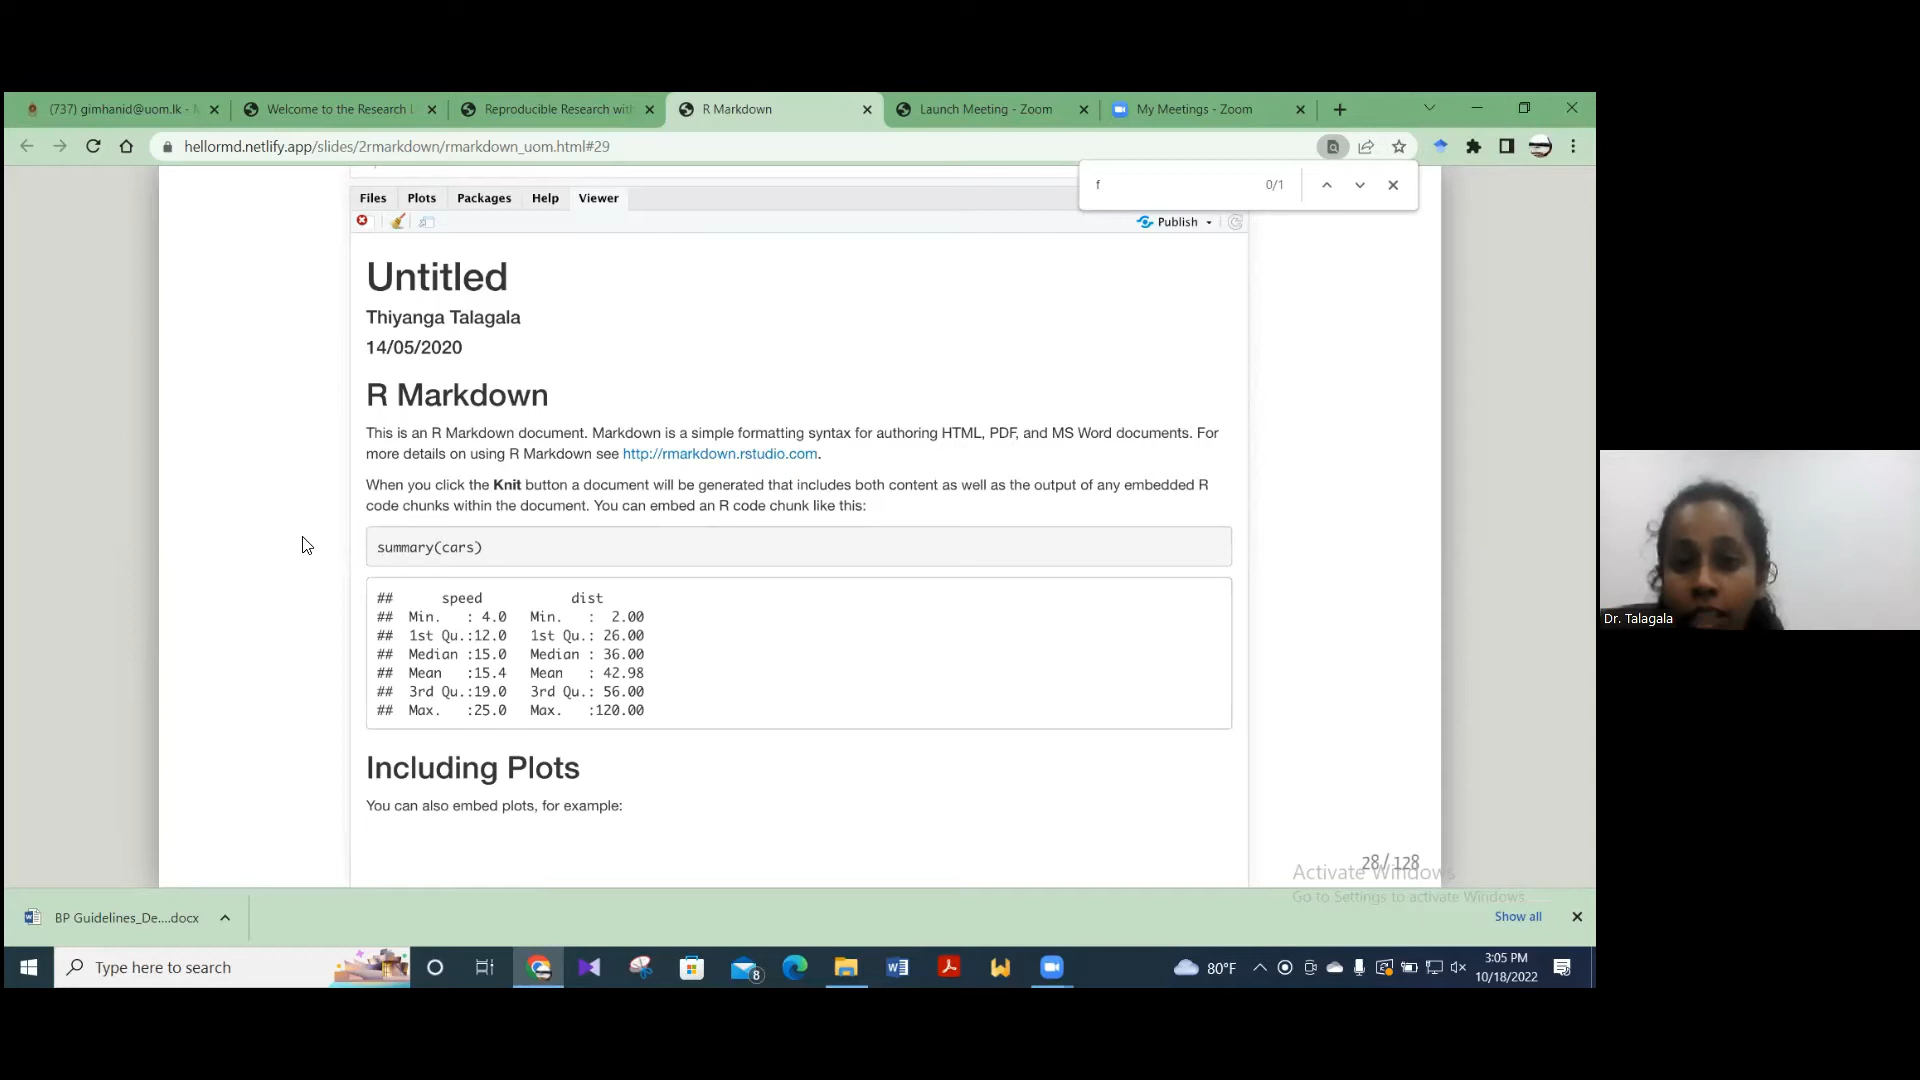 (737) gimhanid@uom.lk -
Welcome to the Research
Reproducible Research with
R Markdown
Launch Meeting - Zoom
My Meetings - Zoom
hellormd.netlify.app/slides/2rmarkdown/rmarkdown_uom.html#29
f
0/1
Files
Plots
Packages
Help
Viewer
Publish
Untitled
Thiyanga Talagala
14/05/2020
R Markdown
This is an R Markdown document. Markdown is a simple formatting syntax for authoring HTML, PDF, and MS Word documents. For
more details on using R Markdown see http://rmarkdown.rstudio.com.
When you click the Knit button a document will be generated that includes both content as well as the output of any embedded R
code chunks within the document. You can embed an R code chunk like this:
summary(cars)
## speed dist
## Min. : 4.0 Min. : 2.00
## 1st Qu.:12.0 1st Qu.: 26.00
## Median :15.0 Median : 36.00
## Mean :15.4 Mean : 42.98
## 3rd Qu.:19.0 3rd Qu.: 56.00
## Max. :25.0 Max. :120.00
Including Plots
You can also embed plots, for example:
28 / 128
Activate Windows
Go to Settings to activate Windows.
Dr. Talagala
BP Guidelines_De....docx
Show all
Type here to search
8
80°F
3:05 PM
10/18/2022